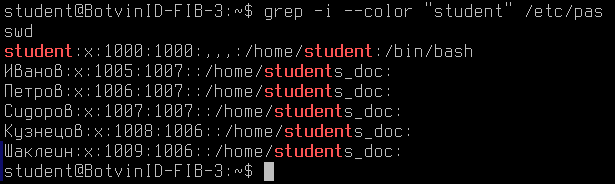 student@BotvinID-FIB-3:~$ grep -i --color "student" /etc/pas
swd
student:x:1000:1000:,,,:/home/student:/bin/bash
Иванов:x:1005:1007::/home/students_doc:
Петров:x:1006:1007::/home/students_doc:
Сидоров:x:1007:1007::/home/students_doc:
Кузнецов:x:1008:1006::/home/students_doc:
Шаклеин:x:1009:1006::/home/students_doc:
student@BotvinID-FIB-3:~$